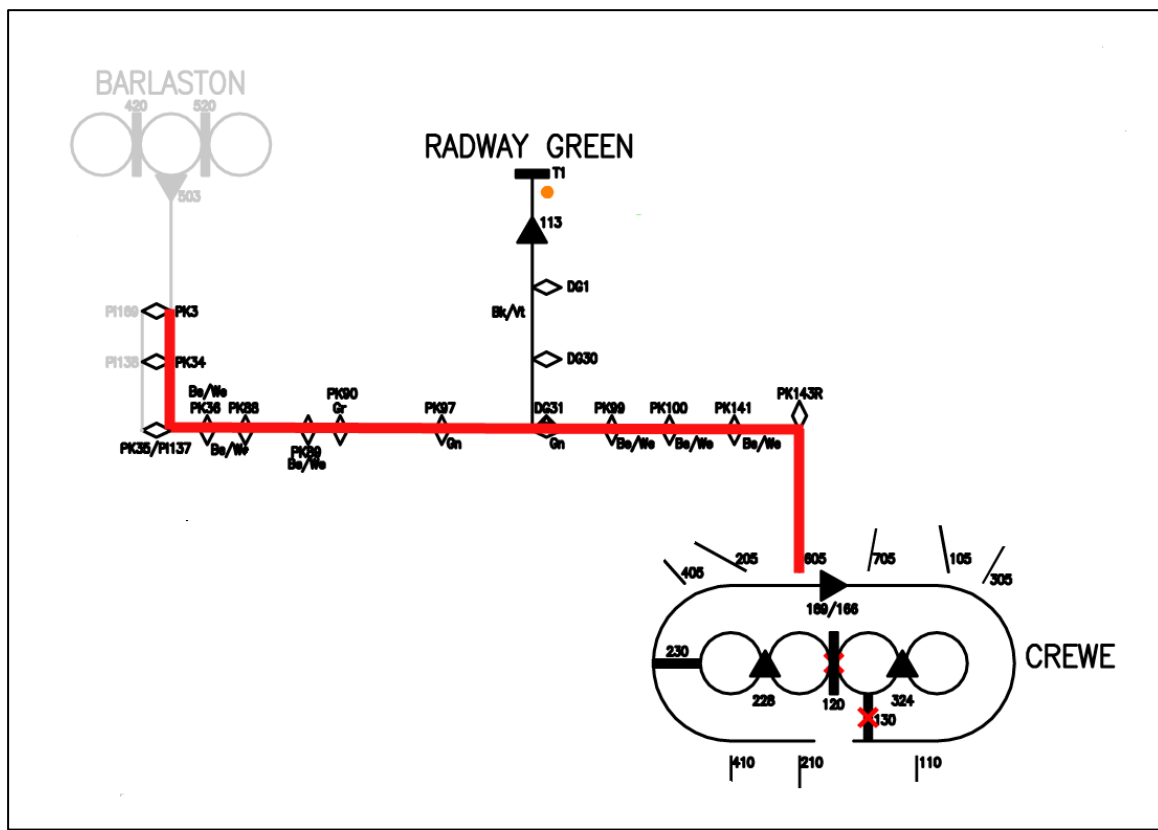 BARLASTON
420 520
503
RADWAY GREEN
T1
113
DG1
Bk/Vt
DG30
PI169 PK3
PI138 PK34
PK35/PI137
Be/We
PK36 PK88
Be/We
PK89
Be/We
PK90
Gr
PK97
Gn
DG31
Gn
PK99 PK100 PK141
Be/We Be/We Be/We
PK143R
405 205 605 705 105 305
169/166
230
228 120 324
130
CREWE
410 210 110